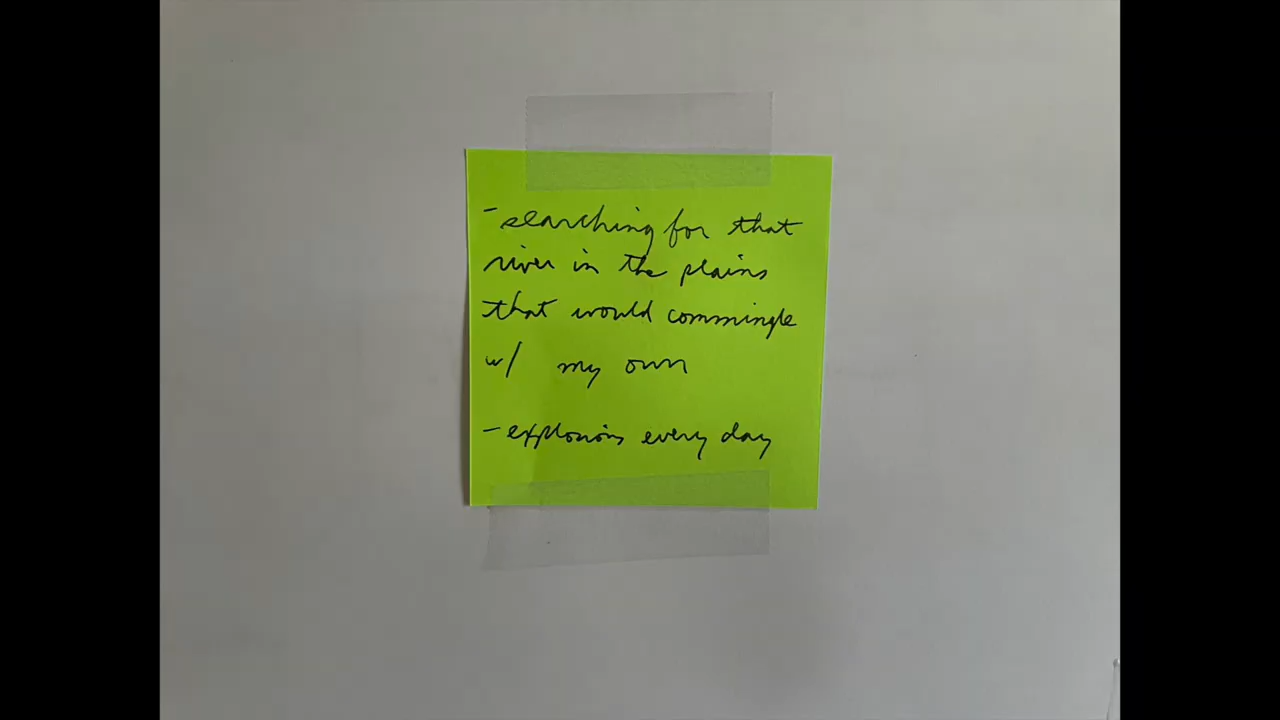 - searching for that
river in the plains
that would commingle
w/ my own
- explosions every day